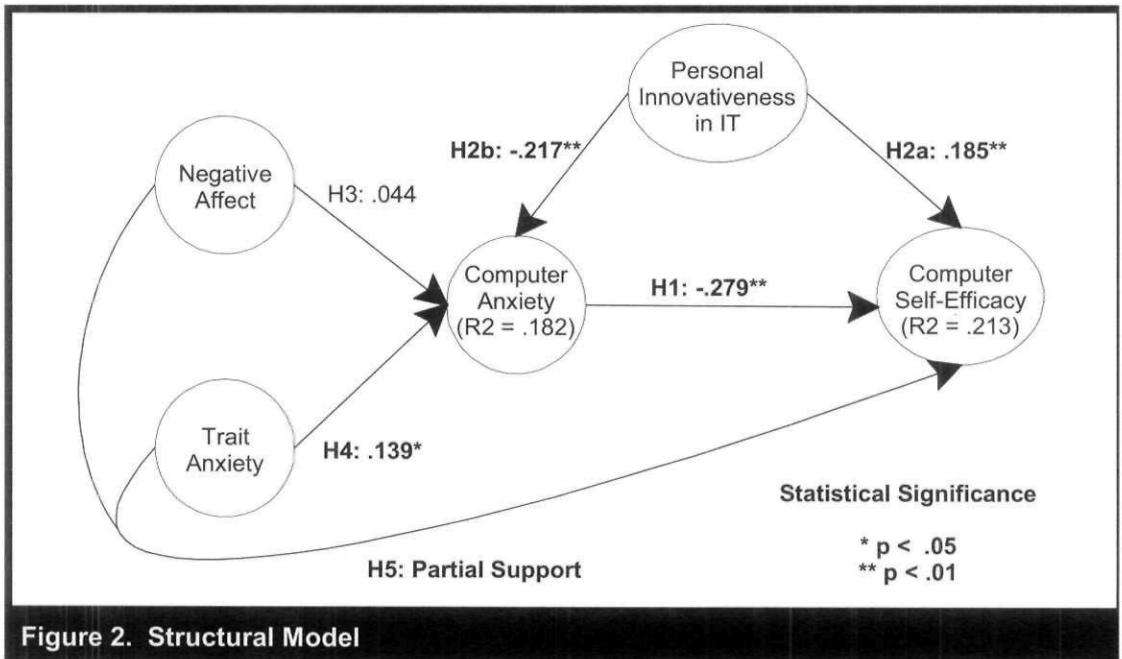 Personal
Innovativeness
in IT
H2b: -.217**
H2a: .185**
Negative
Affect
H3: .044
Computer
Anxiety
(R2 = .182)
H1: -.279**
Computer
Self-Efficacy
(R2 = .213)
Trait
Anxiety
H4: .139*
Statistical Significance
* p < .05
** p < .01
H5: Partial Support
Figure 2. Structural Model